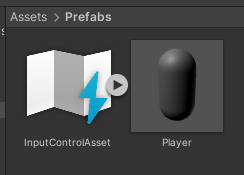 Assets > Prefabs
InputControlAsset
Player